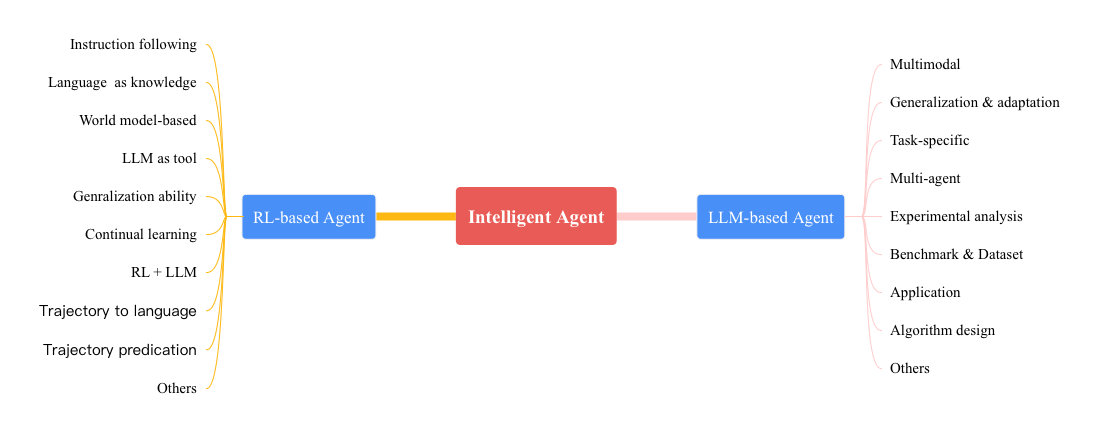 Instruction following
Language  as knowledge
World model-based
LLM as tool
Genralization ability
Continual learning
RL + LLM
Trajectory to language
Trajectory predication
Others
RL-based Agent
Intelligent Agent
LLM-based Agent
Multimodal
Generalization & adaptation
Task-specific
Multi-agent
Experimental analysis
Benchmark & Dataset
Application
Algorithm design
Others